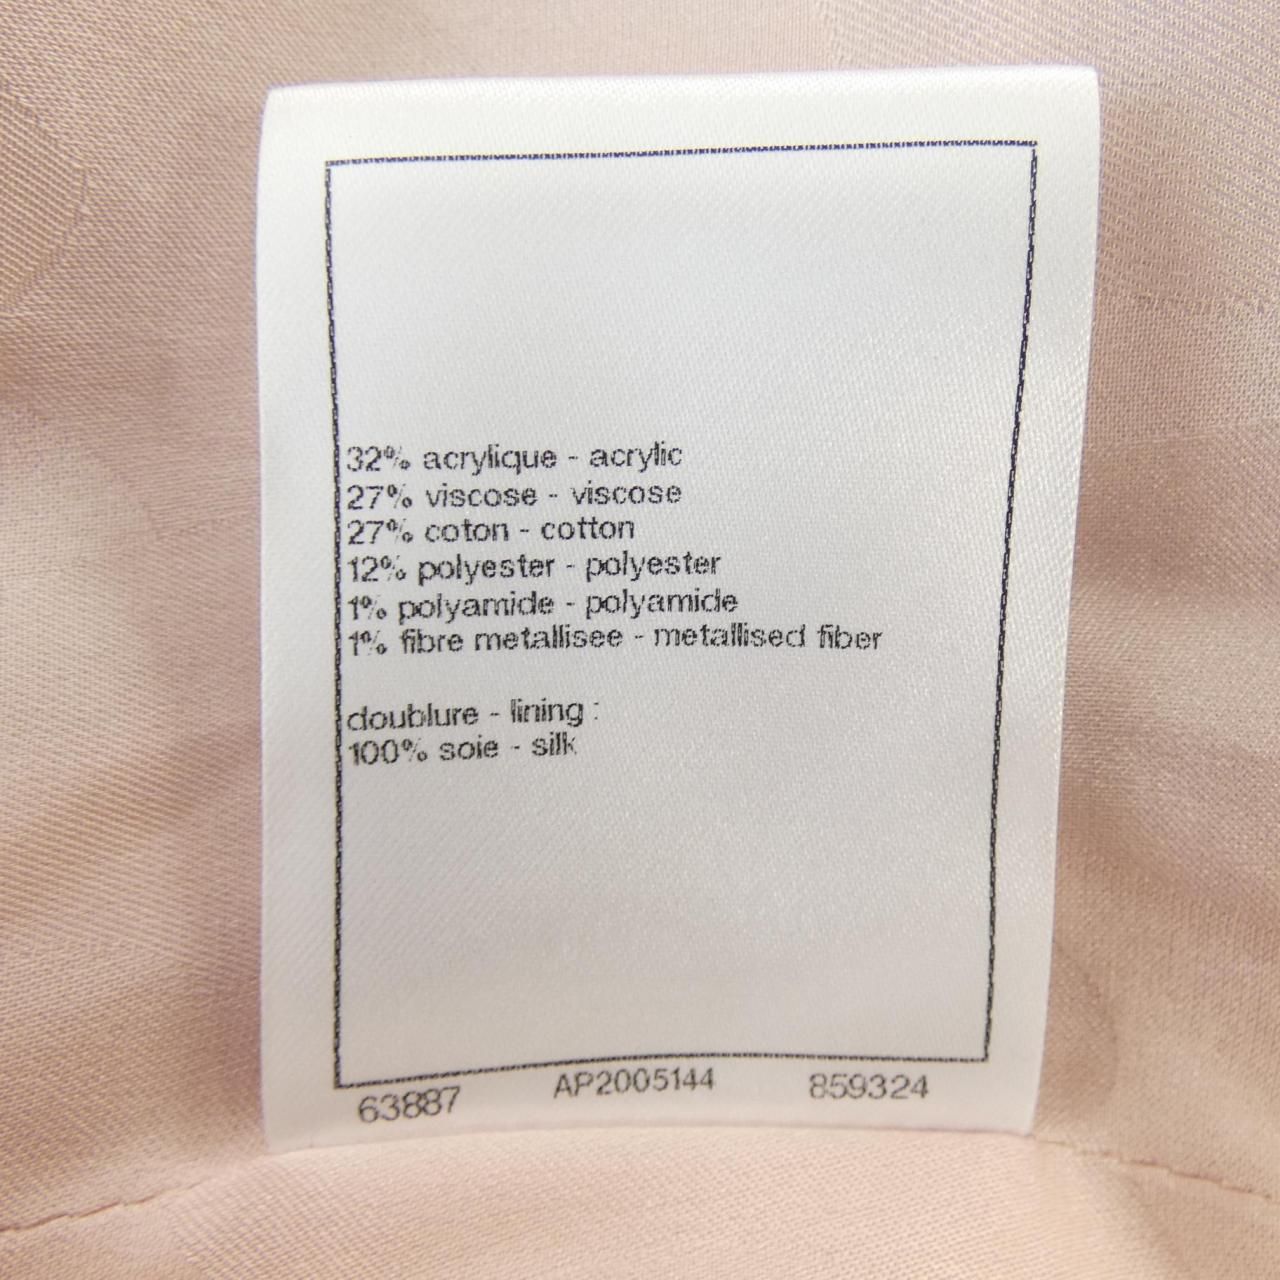 32% acrylique - acrylic
27% viscose - viscose
27% coton - cotton
12% polyester - polyester
1% polyamide - polyamide
1% fibre metallisee - metallised fiber
doublure - lining :
100% soie - silk
63887 AP2005144 859324